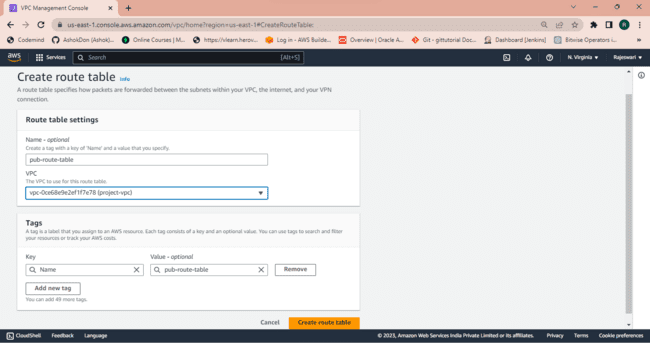 VPC Management Console
us-east-1.console.aws.amazon.com/vpc/home?region=us-east-1#CreateRouteTable:
Codemind
AshokDon (Ashok)...
Online Courses | M...
https://vlearn.herov...
Log in - AWS Builde...
Overview | Oracle A...
Git - gittutorial Doc...
Dashboard [Jenkins]
Bitwise Operators i...
aws
Services
Search
[Alt+S]
N. Virginia
Rajeswari
Create route table Info
A route table specifies how packets are forwarded between the subnets within your VPC, the internet, and your VPN
connection.
Route table settings
Name - optional
Create a tag with a key of 'Name' and a value that you specify.
pub-route-table
VPC
The VPC to use for this route table.
vpc-0ce68e9e2ef1f7e78 (project-vpc)
Tags
A tag is a label that you assign to an AWS resource. Each tag consists of a key and an optional value. You can use tags to search and filter
your resources or track your AWS costs.
Key
Value - optional
Name
pub-route-table
Remove
Add new tag
You can add 49 more tags.
Cancel
Create route table
CloudShell
Feedback
Language
© 2023, Amazon Web Services India Private Limited or its affiliates.
Privacy
Terms
Cookie preferences